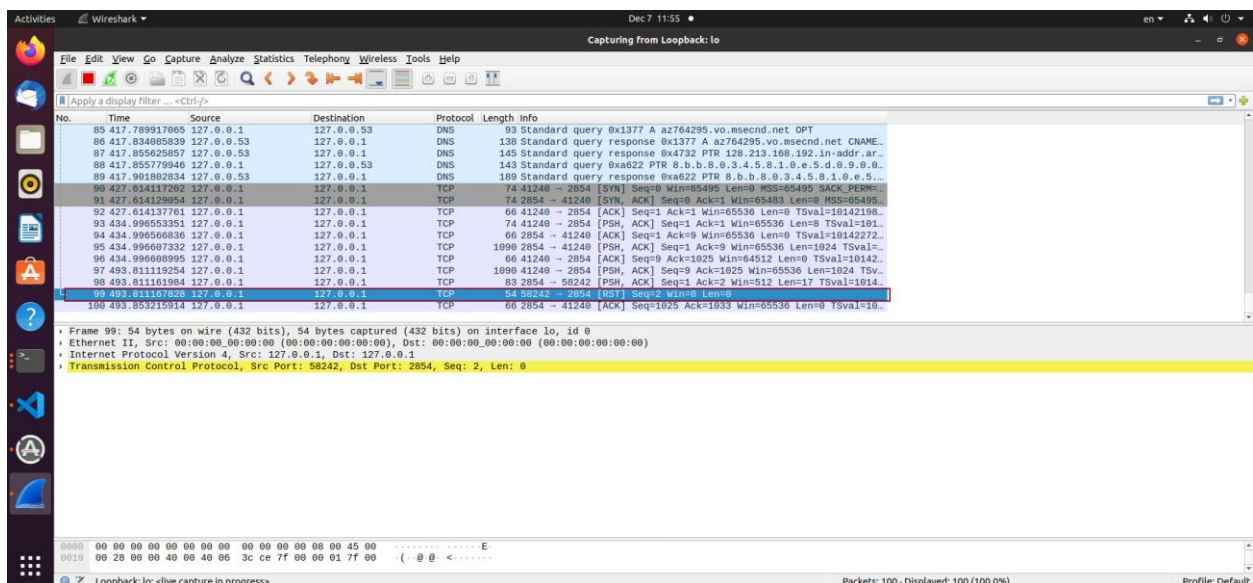 Activities Wireshark Dec 7 11:55 en
Capturing from Loopback: lo
File Edit View Go Capture Analyze Statistics Telephony Wireless Tools Help
Apply a display filter ... <Ctrl-/>
No. Time Source Destination Protocol Length Info
85 417.789917065 127.0.0.1 127.0.0.53 DNS 93 Standard query 0x1377 A az764295.vo.msecnd.net OPT
86 417.834085839 127.0.0.53 127.0.0.1 DNS 138 Standard query response 0x1377 A az764295.vo.msecnd.net CNAME…
87 417.855625857 127.0.0.53 127.0.0.1 DNS 145 Standard query response 0x4732 PTR 128.213.168.192.in-addr.ar…
88 417.855779946 127.0.0.1 127.0.0.53 DNS 143 Standard query 0xa622 PTR 8.b.b.8.0.3.4.5.8.1.0.e.5.d.0.9.0.0…
89 417.901802834 127.0.0.53 127.0.0.1 DNS 189 Standard query response 0xa622 PTR 8.b.b.8.0.3.4.5.8.1.0.e.5.…
90 427.614117202 127.0.0.1 127.0.0.1 TCP 74 41240 → 2854 [SYN] Seq=0 Win=65495 Len=0 MSS=65495 SACK_PERM=…
91 427.614129054 127.0.0.1 127.0.0.1 TCP 74 2854 → 41240 [SYN, ACK] Seq=0 Ack=1 Win=65483 Len=0 MSS=65495…
92 427.614137761 127.0.0.1 127.0.0.1 TCP 66 41240 → 2854 [ACK] Seq=1 Ack=1 Win=65536 Len=0 TSval=10142198…
93 434.996553351 127.0.0.1 127.0.0.1 TCP 74 41240 → 2854 [PSH, ACK] Seq=1 Ack=1 Win=65536 Len=8 TSval=101…
94 434.996566836 127.0.0.1 127.0.0.1 TCP 66 2854 → 41240 [ACK] Seq=1 Ack=9 Win=65536 Len=0 TSval=10142272…
95 434.996607332 127.0.0.1 127.0.0.1 TCP 1090 2854 → 41240 [PSH, ACK] Seq=1 Ack=9 Win=65536 Len=1024 TSval=…
96 434.996608995 127.0.0.1 127.0.0.1 TCP 66 41240 → 2854 [ACK] Seq=9 Ack=1025 Win=64512 Len=0 TSval=10142…
97 493.811119254 127.0.0.1 127.0.0.1 TCP 1090 41240 → 2854 [PSH, ACK] Seq=9 Ack=1025 Win=65536 Len=1024 TSv…
98 493.811161984 127.0.0.1 127.0.0.1 TCP 83 2854 → 58242 [PSH, ACK] Seq=1 Ack=2 Win=512 Len=17 TSval=1014…
99 493.811167828 127.0.0.1 127.0.0.1 TCP 54 58242 → 2854 [RST] Seq=2 Win=0 Len=0
100 493.853215914 127.0.0.1 127.0.0.1 TCP 66 2854 → 41240 [ACK] Seq=1025 Ack=1033 Win=65536 Len=0 TSval=10…
Frame 99: 54 bytes on wire (432 bits), 54 bytes captured (432 bits) on interface lo, id 0
Ethernet II, Src: 00:00:00_00:00:00 (00:00:00:00:00:00), Dst: 00:00:00_00:00:00 (00:00:00:00:00:00)
Internet Protocol Version 4, Src: 127.0.0.1, Dst: 127.0.0.1
Transmission Control Protocol, Src Port: 58242, Dst Port: 2854, Seq: 2, Len: 0
0000 00 00 00 00 00 00 00 00 00 00 00 00 08 00 45 00 ········ ······E·
0010 00 28 00 00 40 00 40 06 3c ce 7f 00 00 01 7f 00 ·(··@·@· <·······
Loopback: lo: <live capture in progress> Packets: 100 · Displayed: 100 (100.0%) Profile: Default